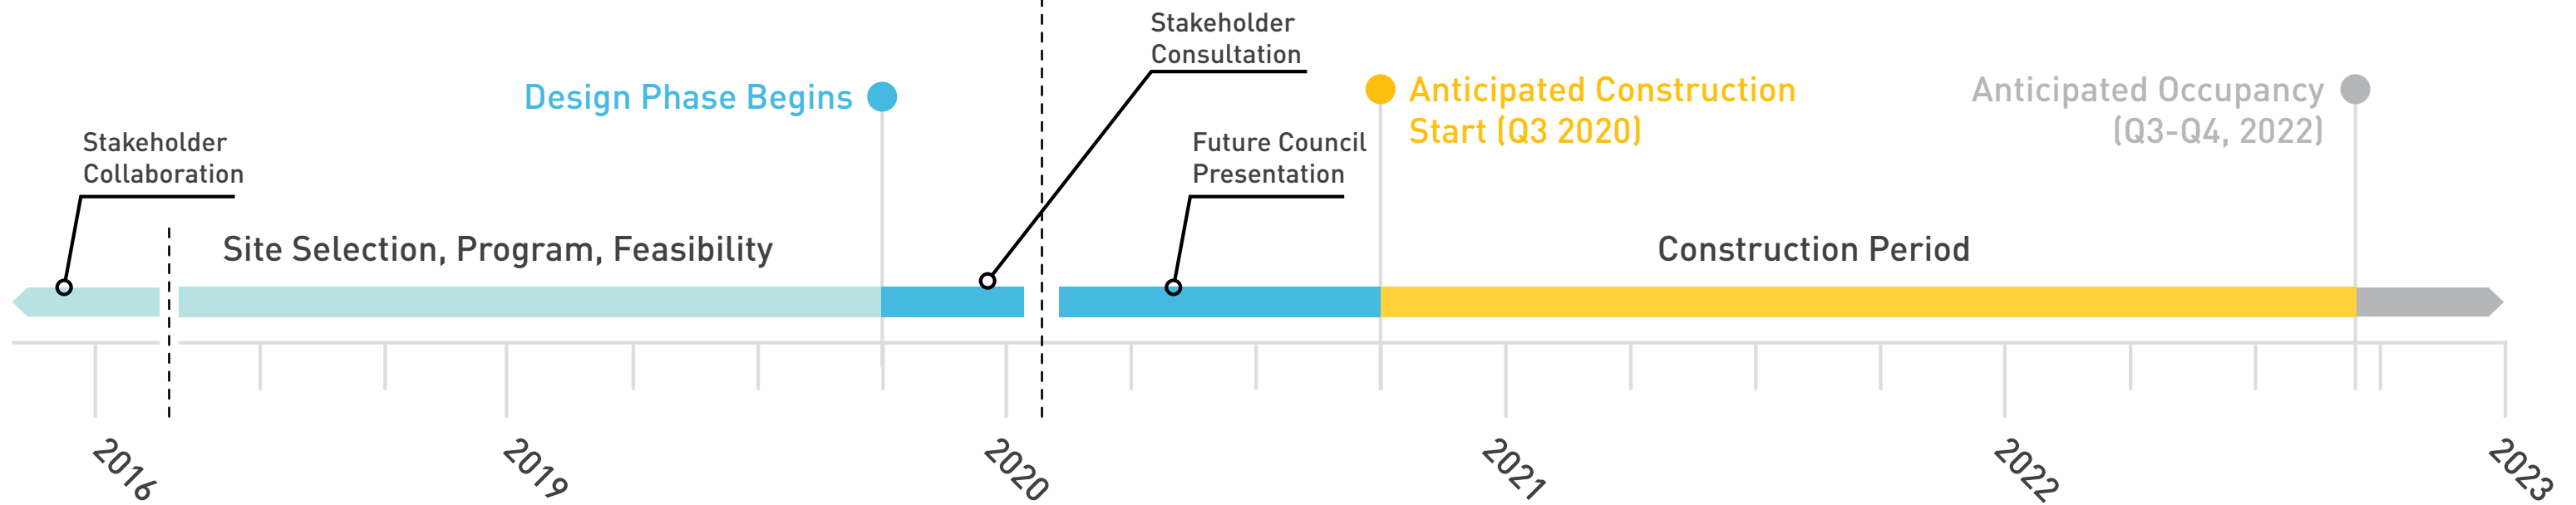 Stakeholder
Consultation
Design Phase Begins
Anticipated Construction
Start (Q3 2020)
Anticipated Occupancy
(Q3-Q4, 2022)
Stakeholder
Collaboration
Future Council
Presentation
Site Selection, Program, Feasibility
Construction Period
2016
2019
2020
2021
2022
2023